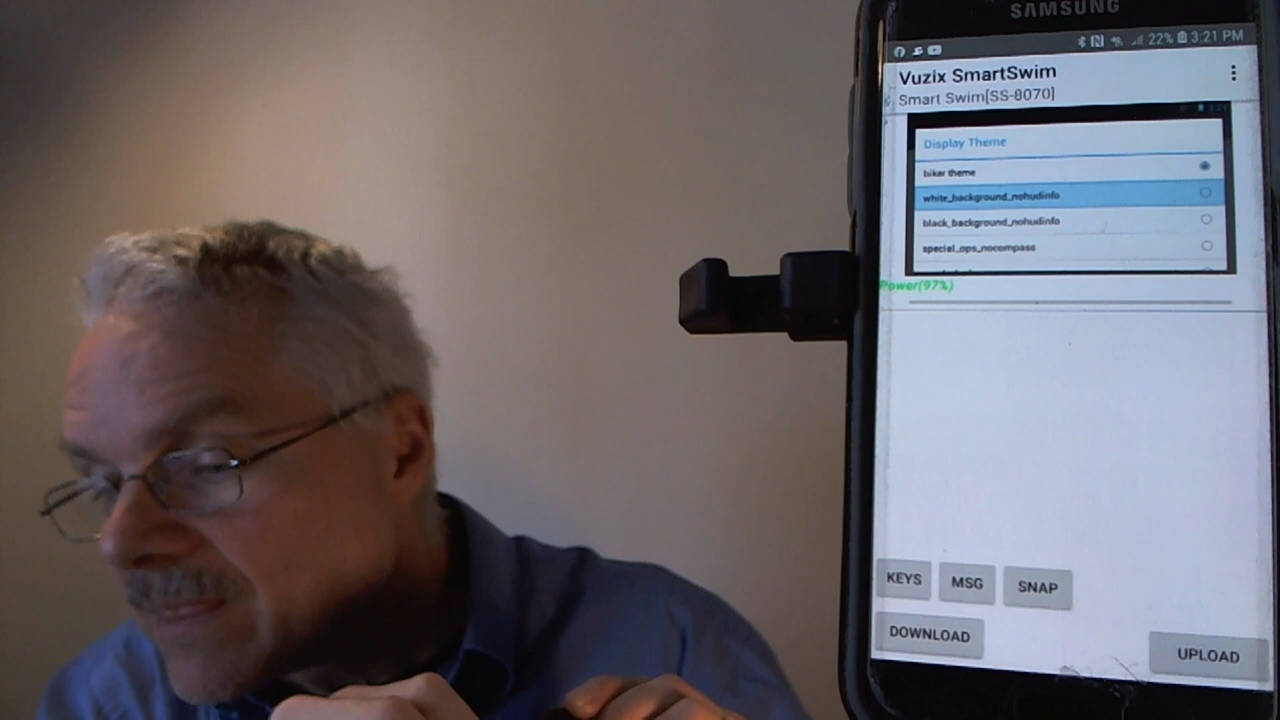 SAMSUNG
22% 3:21 PM
Vuzix SmartSwim
Smart Swim[SS-8070]
Display Theme
biker theme
white_background_nohudinfo
black_background_nohudinfo
special_ops_nocompass
Power(97%)
KEYS MSG SNAP
DOWNLOAD UPLOAD